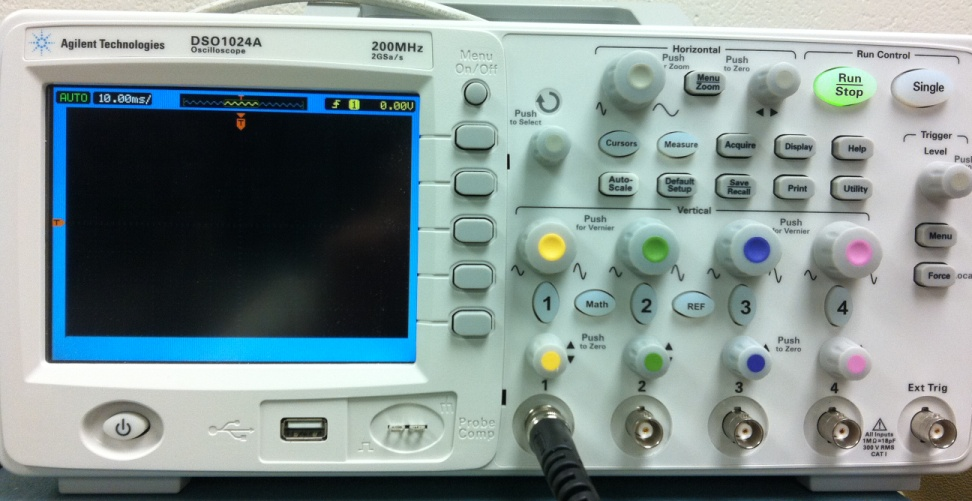 Agilent Technologies
DSO1024A
Oscilloscope
200MHz
2GSa/s
Menu
On/Off
AUTO 10.00ms/
T
1 0.00V
T
Push
to Select
Horizontal
Push
r Zoom
Menu
Zoom
Push
to Zero
Run Control
Run
Stop
Single
Cursors
Measure
Acquire
Display
Help
Auto-
Scale
Default
Setup
Save
Recall
Print
Utility
Trigger
Level
Push
Menu
Force
Loca
Vertical
Push
for Vernier
Push
for Vernier
1
Math
2
REF
3
4
Push
to Zero
Push
to Zero
1
2
3
4
Ext Trig
Probe
Comp
All Inputs
1MΩ≈18pF
300 V RMS
CAT I